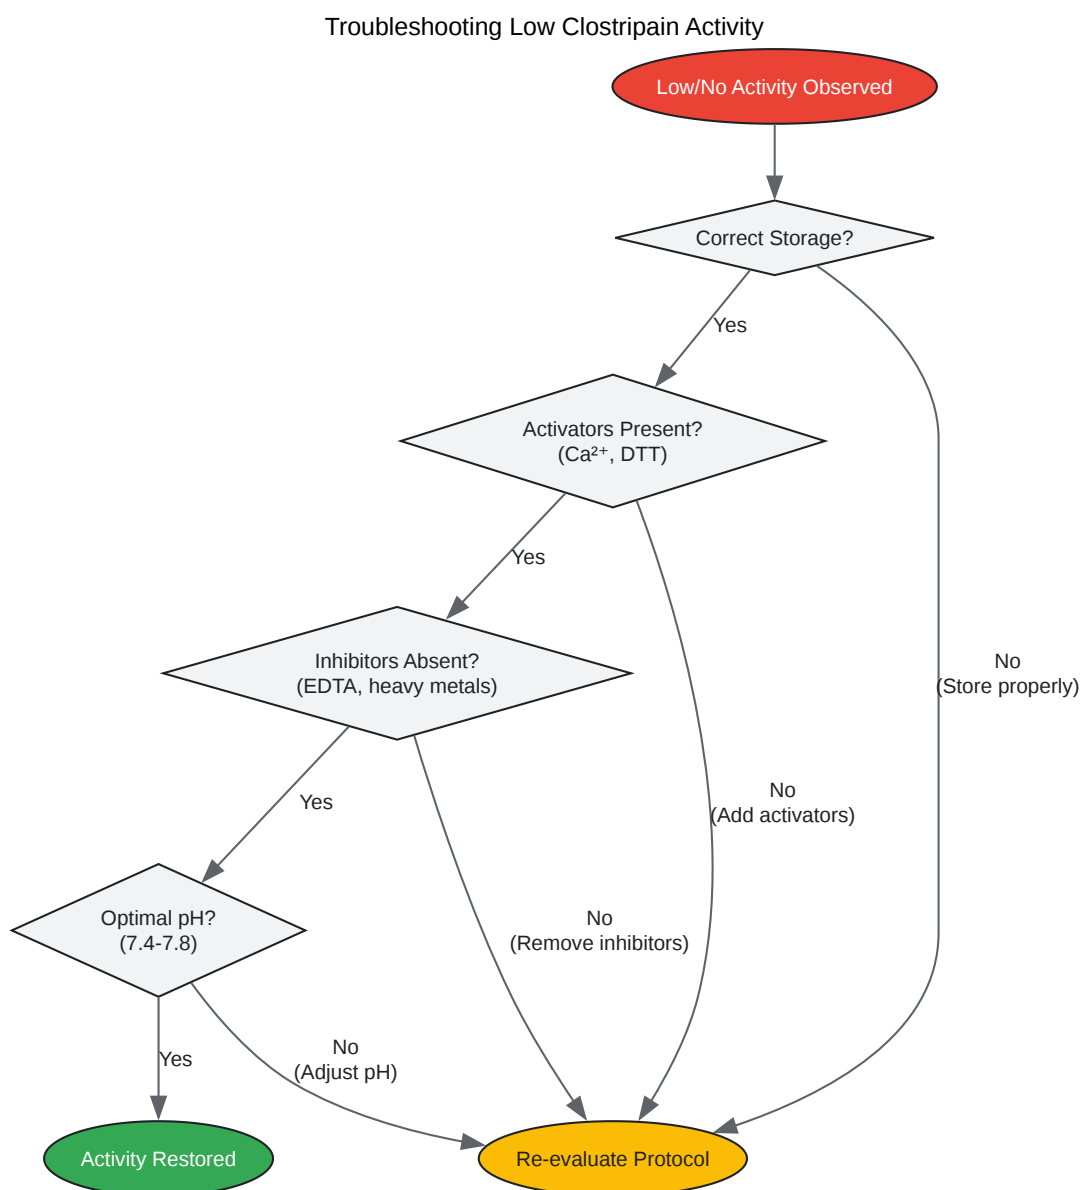 Troubleshooting Low Clostripain Activity
Low/No Activity Observed
Correct Storage?
Yes
Activators Present?
(Ca²⁺, DTT)
Yes
Inhibitors Absent?
(EDTA, heavy metals)
No
(Store properly)
No
(Add activators)
Yes
Optimal pH?
(7.4-7.8)
No
(Remove inhibitors)
Yes
No
(Adjust pH)
Activity Restored
Re-evaluate Protocol